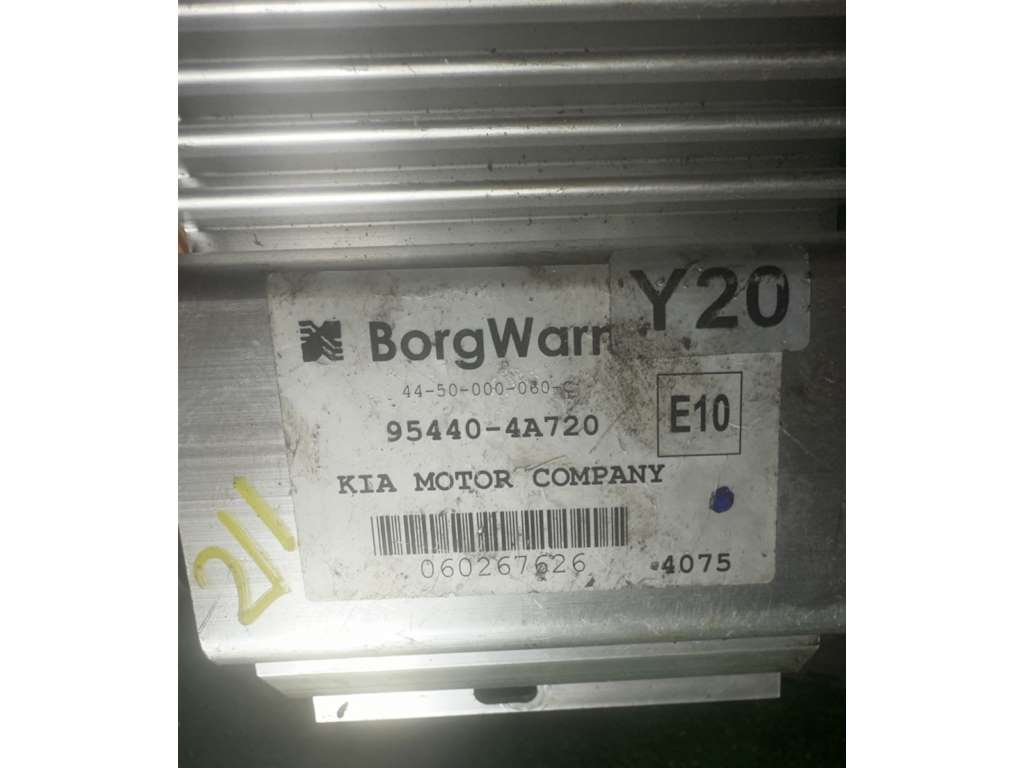 BorgWarn
Y20
44-50-000-060-C
95440-4A720
E10
KIA MOTOR COMPANY
060267626
4075
211